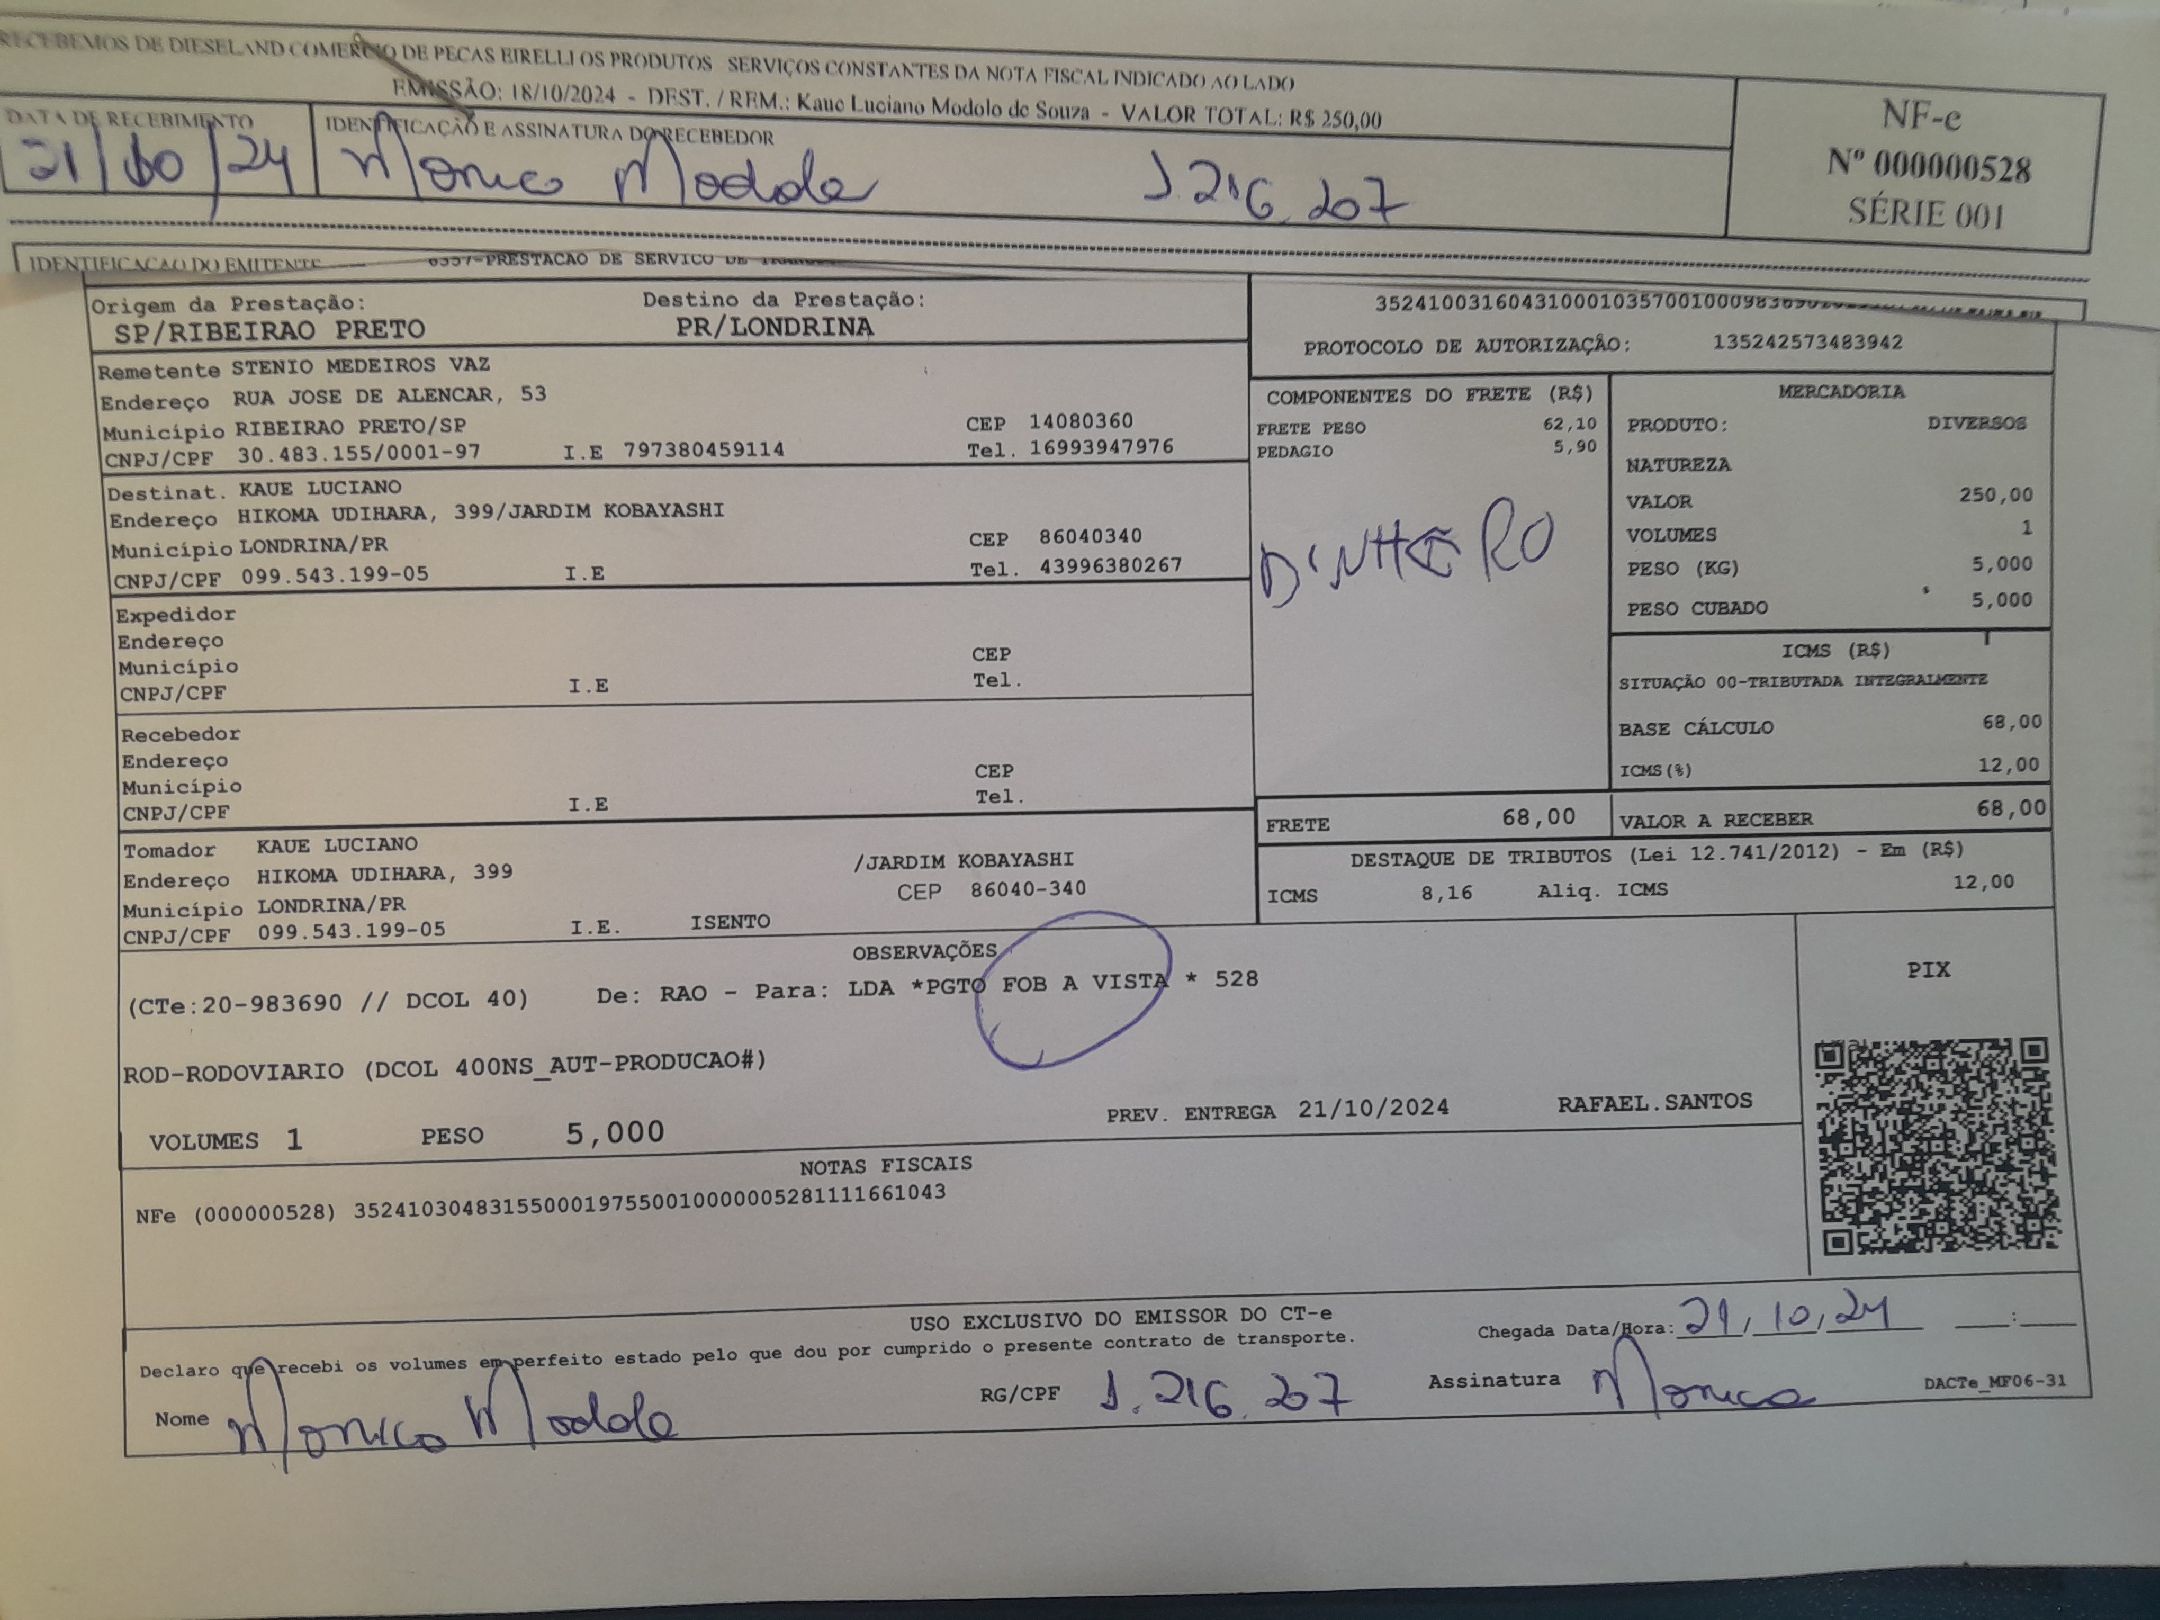 RECEBEMOS DE DIESELAND COMERCIO DE PECAS EIRELLI OS PRODUTOS SERVIÇOS CONSTANTES DA NOTA FISCAL INDICADO AO LADO
EMISSÃO: 18/10/2024 - DEST. / REM.: Kaue Luciano Modolo de Souza - VALOR TOTAL: R$ 250,00
NF-e
Nº 000000528
SÉRIE 001
DATA DE RECEBIMENTO
21/10/24
IDENTIFICAÇÃO E ASSINATURA DO RECEBEDOR
Monica Modolo 1.216.207
IDENTIFICACAO DO EMITENTE
PRESTACAO DE SERVICO DE
Origem da Prestação: Destino da Prestação:
SP/RIBEIRAO PRETO PR/LONDRINA
PROTOCOLO DE AUTORIZAÇÃO: 135242573483942
Remetente STENIO MEDEIROS VAZ
Endereço RUA JOSE DE ALENCAR, 53
Município RIBEIRAO PRETO/SP CEP 14080360
CNPJ/CPF 30.483.155/0001-97 I.E 797380459114 Tel. 16993947976
Destinat. KAUE LUCIANO
Endereço HIKOMA UDIHARA, 399/JARDIM KOBAYASHI
Município LONDRINA/PR CEP 86040340
CNPJ/CPF 099.543.199-05 I.E Tel. 43996380267
Expedidor
Endereço
Município CEP
CNPJ/CPF I.E Tel.
Recebedor
Endereço
Município CEP
CNPJ/CPF I.E Tel.
Tomador KAUE LUCIANO
Endereço HIKOMA UDIHARA, 399 /JARDIM KOBAYASHI
Município LONDRINA/PR CEP 86040-340
CNPJ/CPF 099.543.199-05 I.E. ISENTO
COMPONENTES DO FRETE (R$)
FRETE PESO 62,10
PEDAGIO 5,90
DINHEIRO
MERCADORIA
PRODUTO: DIVERSOS
NATUREZA
VALOR 250,00
VOLUMES 1
PESO (KG) 5,000
PESO CUBADO 5,000
ICMS (R$)
SITUAÇÃO 00-TRIBUTADA INTEGRALMENTE
BASE CÁLCULO 68,00
ICMS(%) 12,00
FRETE 68,00
VALOR A RECEBER 68,00
DESTAQUE DE TRIBUTOS (Lei 12.741/2012) - Em (R$)
ICMS 8,16 Aliq. ICMS 12,00
OBSERVAÇÕES
(CTe:20-983690 // DCOL 40) De: RAO - Para: LDA *PGTO FOB A VISTA * 528
ROD-RODOVIARIO (DCOL 400NS_AUT-PRODUCAO#)
PREV. ENTREGA 21/10/2024 RAFAEL.SANTOS
VOLUMES 1 PESO 5,000
PIX
NOTAS FISCAIS
NFe (000000528) 35241030483155000197550010000005281111661043
USO EXCLUSIVO DO EMISSOR DO CT-e
Declaro que recebi os volumes em perfeito estado pelo que dou por cumprido o presente contrato de transporte.
Chegada Data/Hora: 21/10/24 :
Nome Monica Modolo RG/CPF 1.216.207 Assinatura Monica
DACTe_MF06-31